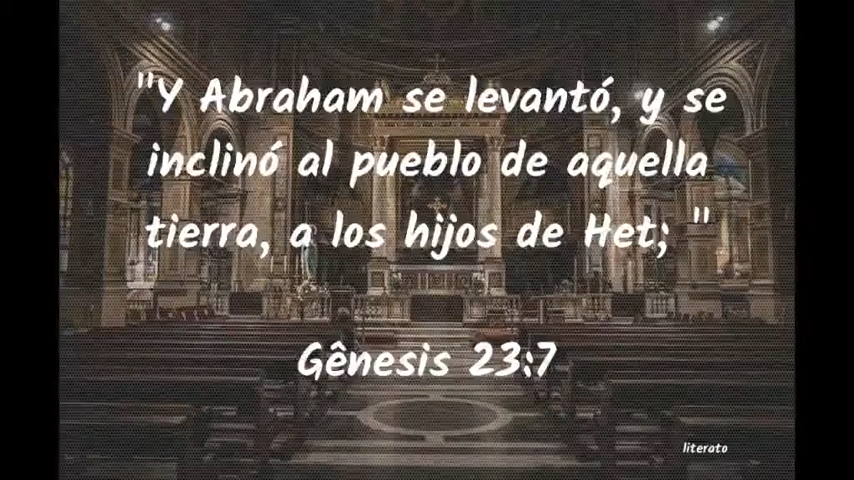 "Y Abraham se levantó, y se
inclinó al pueblo de aquella
tierra, a los hijos de Het; "
Gênesis 23:7
literato